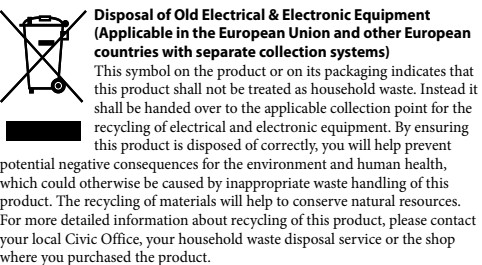 Disposal of Old Electrical & Electronic Equipment
(Applicable in the European Union and other European
countries with separate collection systems)
This symbol on the product or on its packaging indicates that
this product shall not be treated as household waste. Instead it
shall be handed over to the applicable collection point for the
recycling of electrical and electronic equipment. By ensuring
this product is disposed of correctly, you will help prevent
potential negative consequences for the environment and human health,
which could otherwise be caused by inappropriate waste handling of this
product. The recycling of materials will help to conserve natural resources.
For more detailed information about recycling of this product, please contact
your local Civic Office, your household waste disposal service or the shop
where you purchased the product.